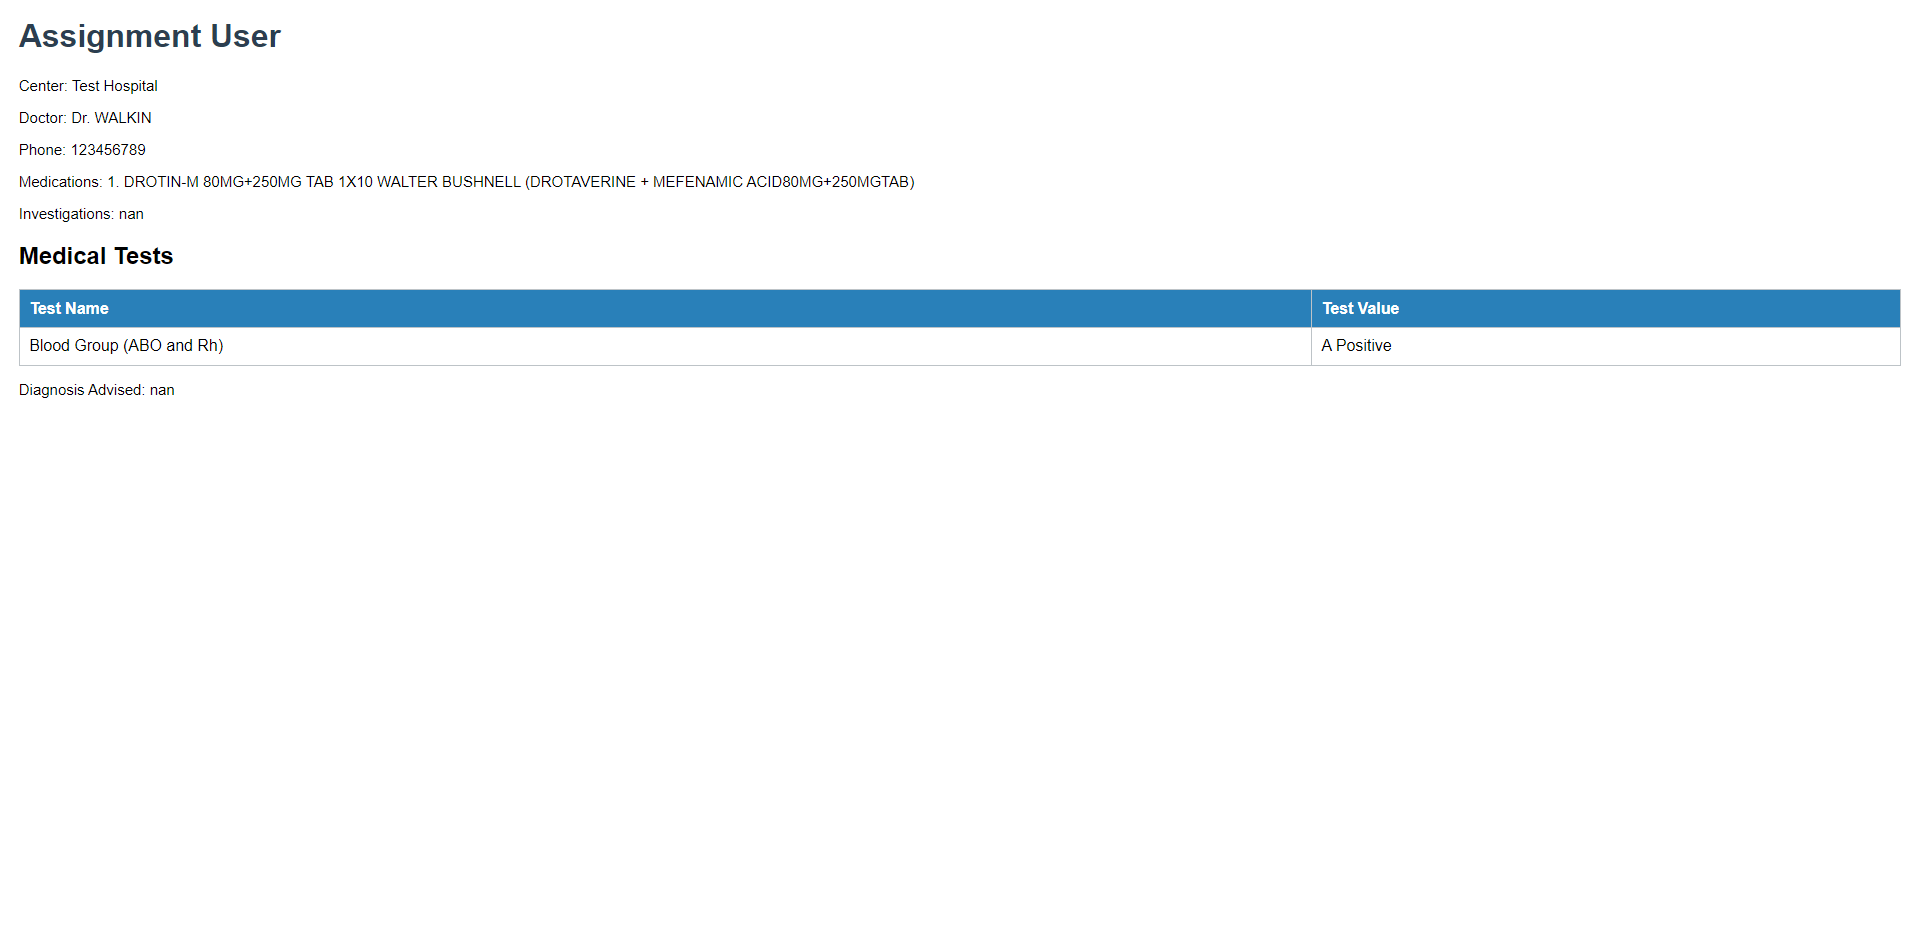 Assignment User
Center: Test Hospital
Doctor: Dr. WALKIN
Phone: 123456789
Medications: 1. DROTIN-M 80MG+250MG TAB 1X10 WALTER BUSHNELL (DROTAVERINE + MEFENAMIC ACID80MG+250MGTAB)
Investigations: nan
Medical Tests
Test Name Test Value
Blood Group (ABO and Rh) A Positive
Diagnosis Advised: nan